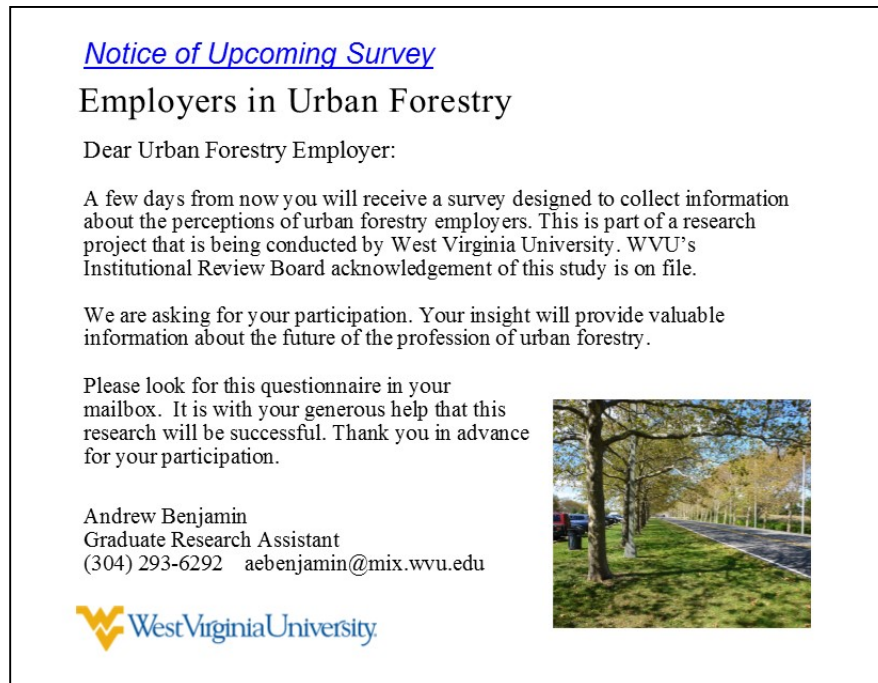 Notice of Upcoming Survey
Employers in Urban Forestry
Dear Urban Forestry Employer:
A few days from now you will receive a survey designed to collect information
about the perceptions of urban forestry employers. This is part of a research
project that is being conducted by West Virginia University. WVU’s
Institutional Review Board acknowledgement of this study is on file.
We are asking for your participation. Your insight will provide valuable
information about the future of the profession of urban forestry.
Please look for this questionnaire in your
mailbox.  It is with your generous help that this
research will be successful. Thank you in advance
for your participation.
Andrew Benjamin
Graduate Research Assistant
(304) 293-6292    aebenjamin@mix.wvu.edu
WV WestVirginiaUniversity.